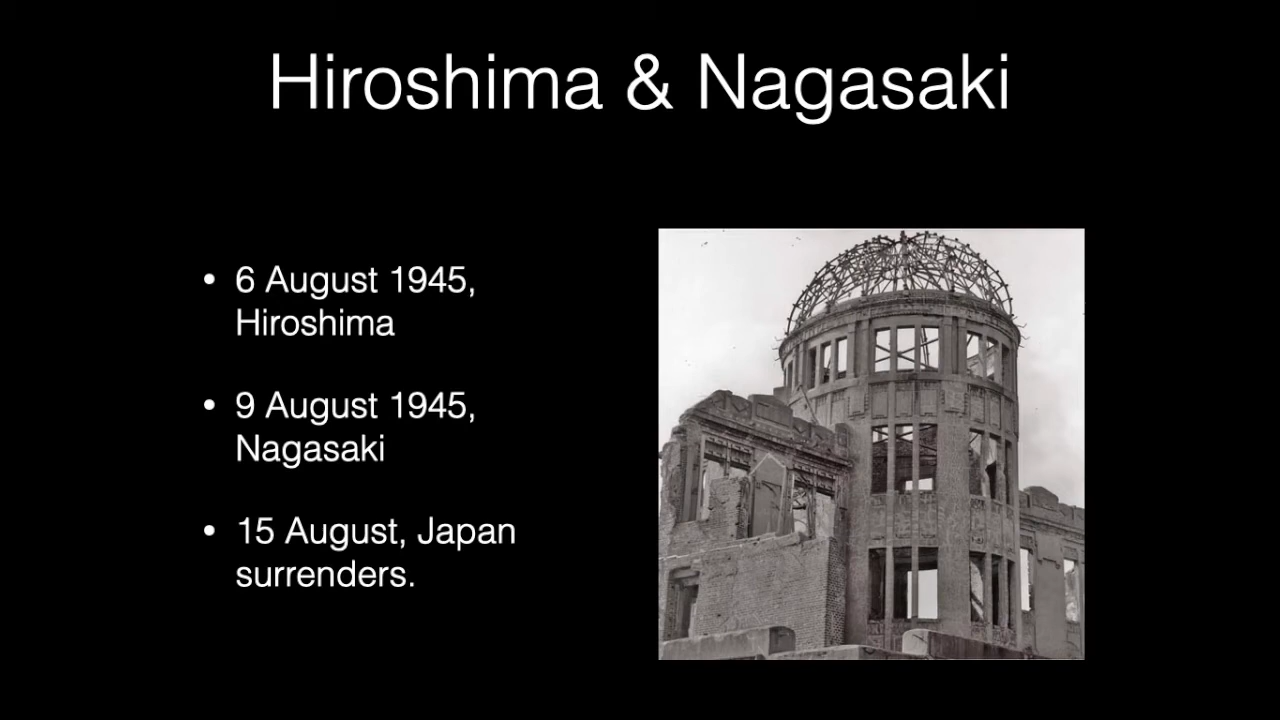 Hiroshima & Nagasaki
• 6 August 1945,
Hiroshima
• 9 August 1945,
Nagasaki
• 15 August, Japan
surrenders.